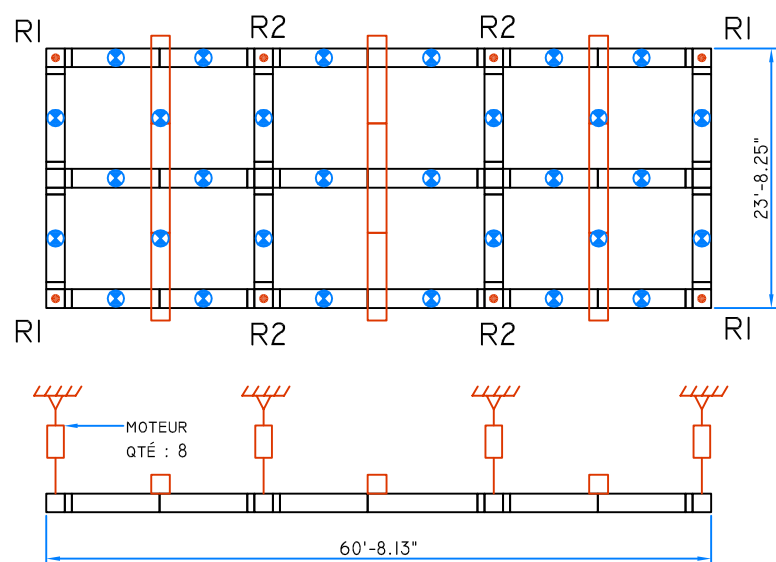 R1 R2 R2 R1
23'-8.25"
R1 R2 R2 R1
MOTEUR
QTÉ : 8
60'-8.13"